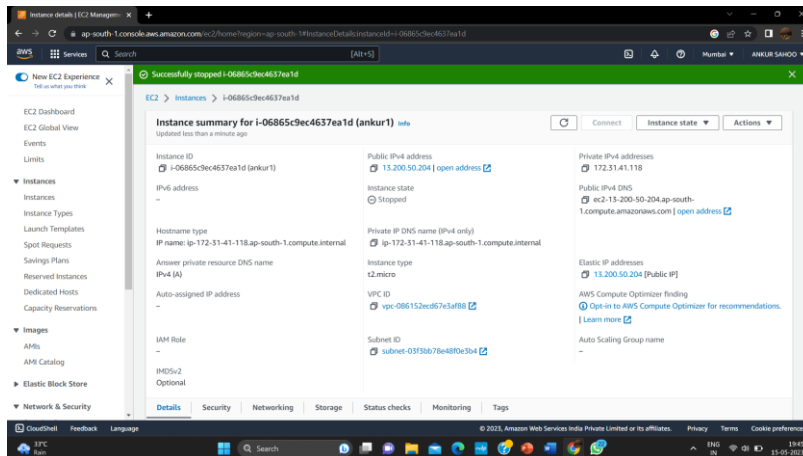 Instance details | EC2 Managemen
ap-south-1.console.aws.amazon.com/ec2/home?region=ap-south-1#InstanceDetails:instanceId=i-06865c9ec4637ea1d
aws Services Search [Alt+S] Mumbai ANKUR SAHOO
New EC2 Experience
Tell us what you think
EC2 Dashboard
EC2 Global View
Events
Limits
Instances
Instances
Instance Types
Launch Templates
Spot Requests
Savings Plans
Reserved Instances
Dedicated Hosts
Capacity Reservations
Images
AMIs
AMI Catalog
Elastic Block Store
Network & Security
Successfully stopped i-06865c9ec4637ea1d
EC2 > Instances > i-06865c9ec4637ea1d
Instance summary for i-06865c9ec4637ea1d (ankur1) Info
Updated less than a minute ago
Connect Instance state Actions
Instance ID
i-06865c9ec4637ea1d (ankur1)
Public IPv4 address
13.200.50.204 | open address
Private IPv4 addresses
172.31.41.118
IPv6 address
–
Instance state
Stopped
Public IPv4 DNS
ec2-13-200-50-204.ap-south-
1.compute.amazonaws.com | open address
Hostname type
IP name: ip-172-31-41-118.ap-south-1.compute.internal
Private IP DNS name (IPv4 only)
ip-172-31-41-118.ap-south-1.compute.internal
Answer private resource DNS name
IPv4 (A)
Instance type
t2.micro
Elastic IP addresses
13.200.50.204 [Public IP]
Auto-assigned IP address
–
VPC ID
vpc-086152ecd67e3af88
AWS Compute Optimizer finding
Opt-in to AWS Compute Optimizer for recommendations.
| Learn more
IAM Role
–
Subnet ID
subnet-03f3bb78e48f0e3b4
Auto Scaling Group name
–
IMDSv2
Optional
Details Security Networking Storage Status checks Monitoring Tags
CloudShell Feedback Language © 2023, Amazon Web Services India Private Limited or its affiliates. Privacy Terms Cookie preference
33°C
Rain
Search
ENG
IN
19:45
15-05-2023